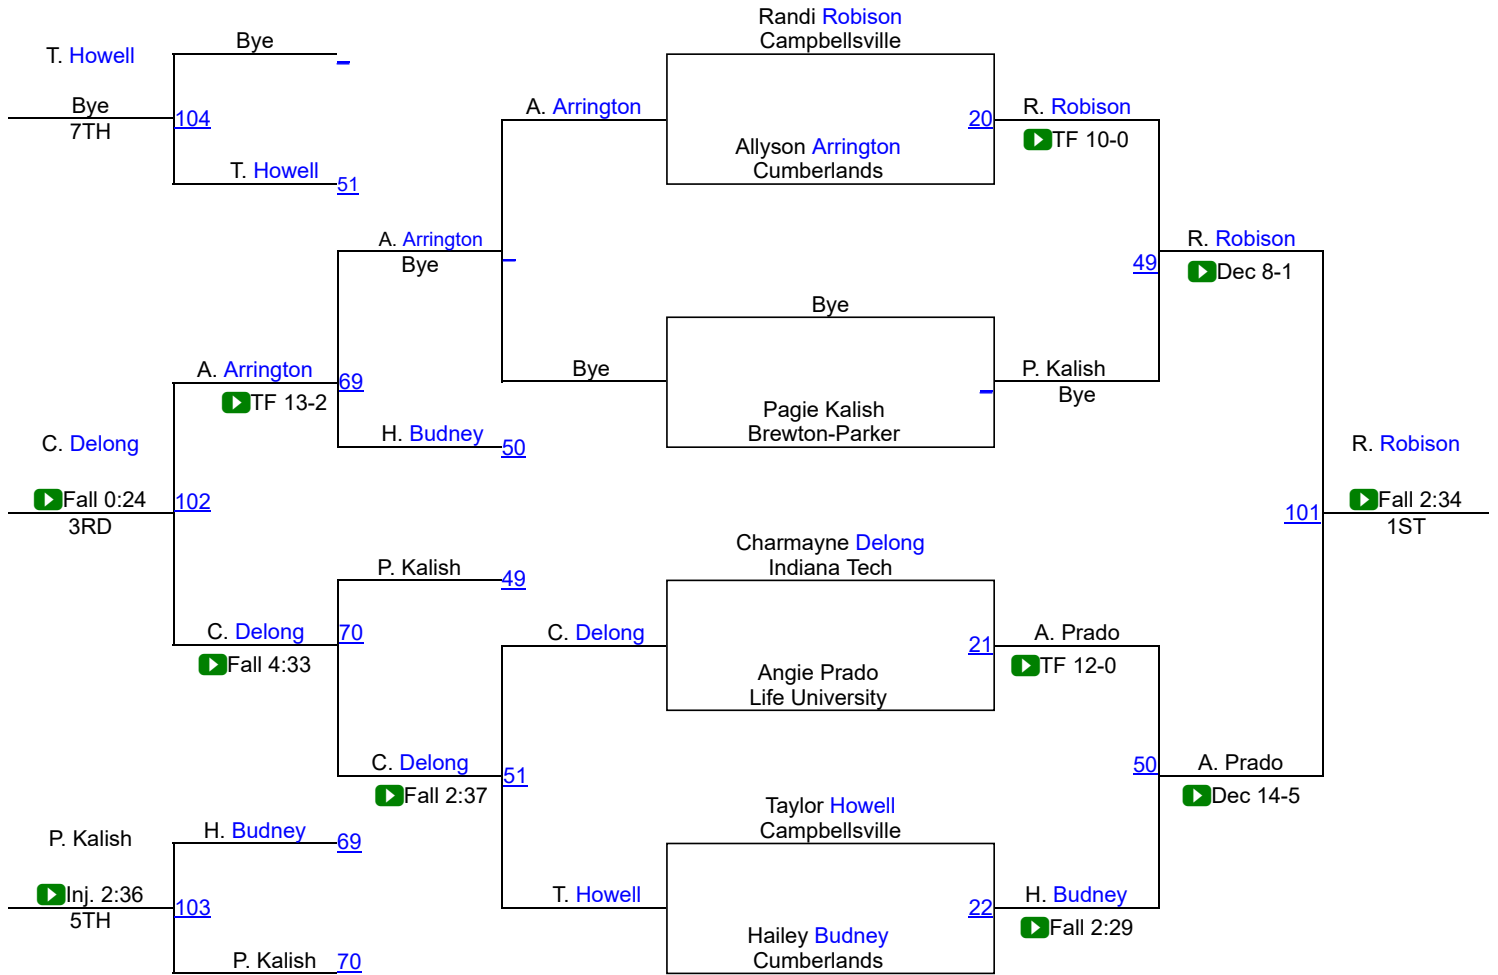 Randi Robison
Campbellsville
T. Howell
Bye
Bye
7TH
104
T. Howell
51
A. Arrington
20
R. Robison
TF 10-0
Allyson Arrington
Cumberlands
A. Arrington
Bye
49
R. Robison
Dec 8-1
Bye
A. Arrington
69
TF 13-2
Bye
P. Kalish
Bye
Pagie Kalish
Brewton-Parker
H. Budney
50
C. Delong
Fall 0:24
3RD
102
R. Robison
Fall 2:34
1ST
101
Charmayne Delong
Indiana Tech
P. Kalish
49
C. Delong
70
Fall 4:33
C. Delong
21
A. Prado
TF 12-0
Angie Prado
Life University
C. Delong
51
Fall 2:37
50
A. Prado
Dec 14-5
Taylor Howell
Campbellsville
P. Kalish
H. Budney
69
Inj. 2:36
5TH
103
T. Howell
22
H. Budney
Fall 2:29
Hailey Budney
Cumberlands
P. Kalish
70